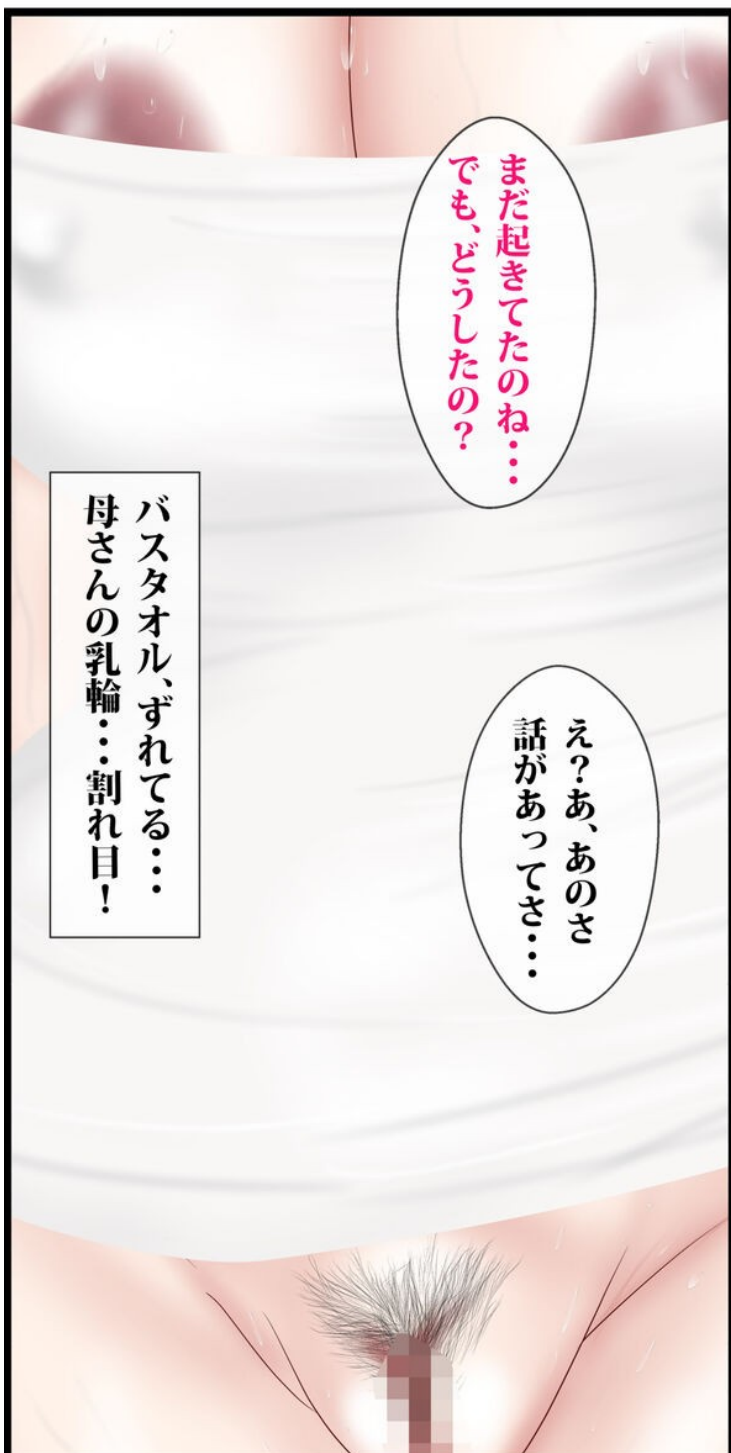 まだ起きてたのね・・・
でも、どうしたの？
え？あ、あのさ
話があってさ・・・
バスタオル、ずれてる・・・
母さんの乳輪・・・割れ目！